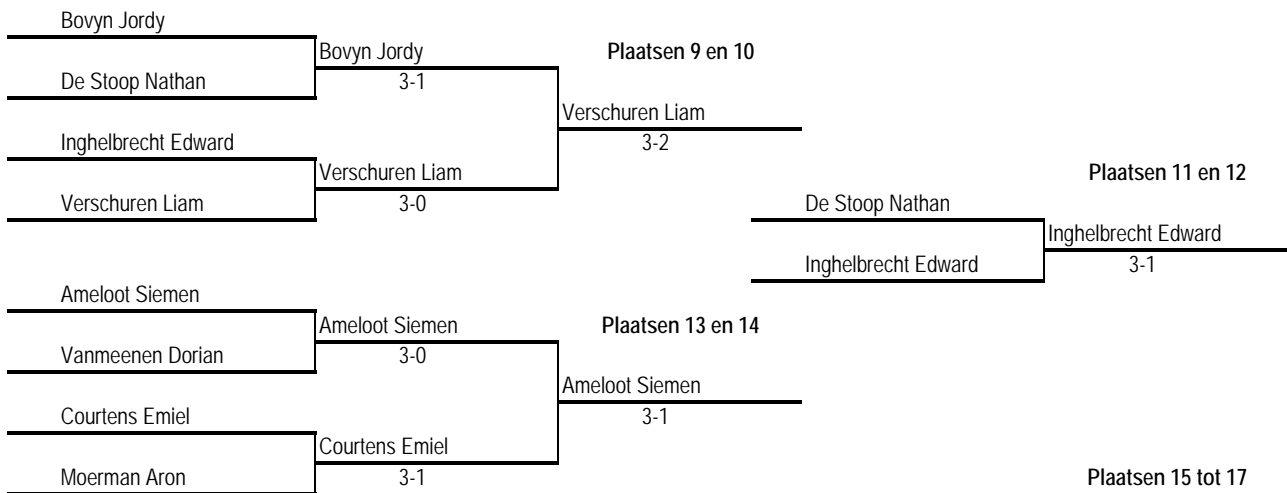 Bovyn Jordy
Bovyn Jordy
Plaatsen 9 en 10
De Stoop Nathan
3-1
Verschuren Liam
Inghelbrecht Edward
3-2
Verschuren Liam
Plaatsen 11 en 12
Verschuren Liam
3-0
De Stoop Nathan
Inghelbrecht Edward
Inghelbrecht Edward
3-1
Ameloot Siemen
Ameloot Siemen
Plaatsen 13 en 14
Vanmeenen Dorian
3-0
Ameloot Siemen
Courtens Emiel
3-1
Courtens Emiel
Moerman Aron
3-1
Plaatsen 15 tot 17